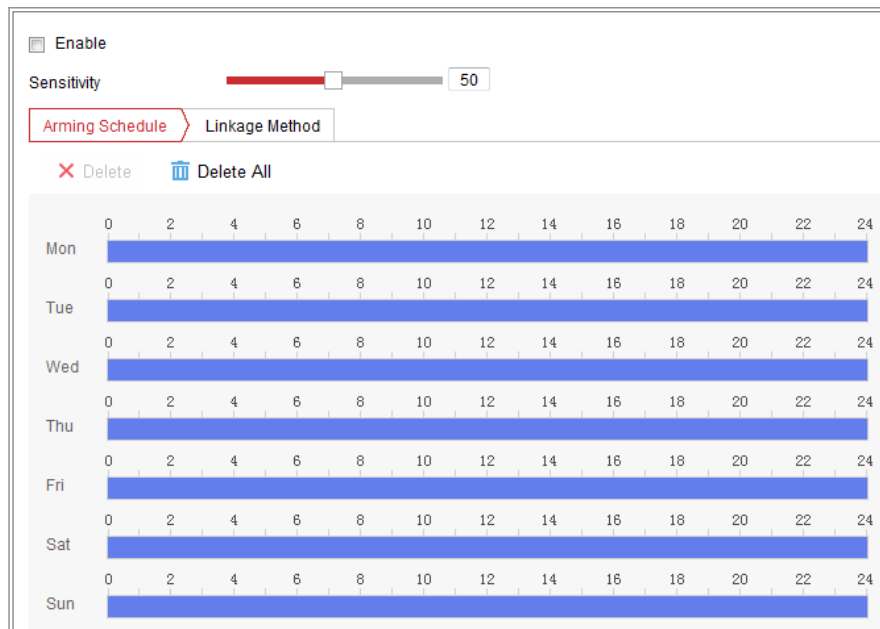 Enable
Sensitivity 50
Arming Schedule Linkage Method
Delete Delete All
0 2 4 6 8 10 12 14 16 18 20 22 24
Mon
0 2 4 6 8 10 12 14 16 18 20 22 24
Tue
0 2 4 6 8 10 12 14 16 18 20 22 24
Wed
0 2 4 6 8 10 12 14 16 18 20 22 24
Thu
0 2 4 6 8 10 12 14 16 18 20 22 24
Fri
0 2 4 6 8 10 12 14 16 18 20 22 24
Sat
0 2 4 6 8 10 12 14 16 18 20 22 24
Sun